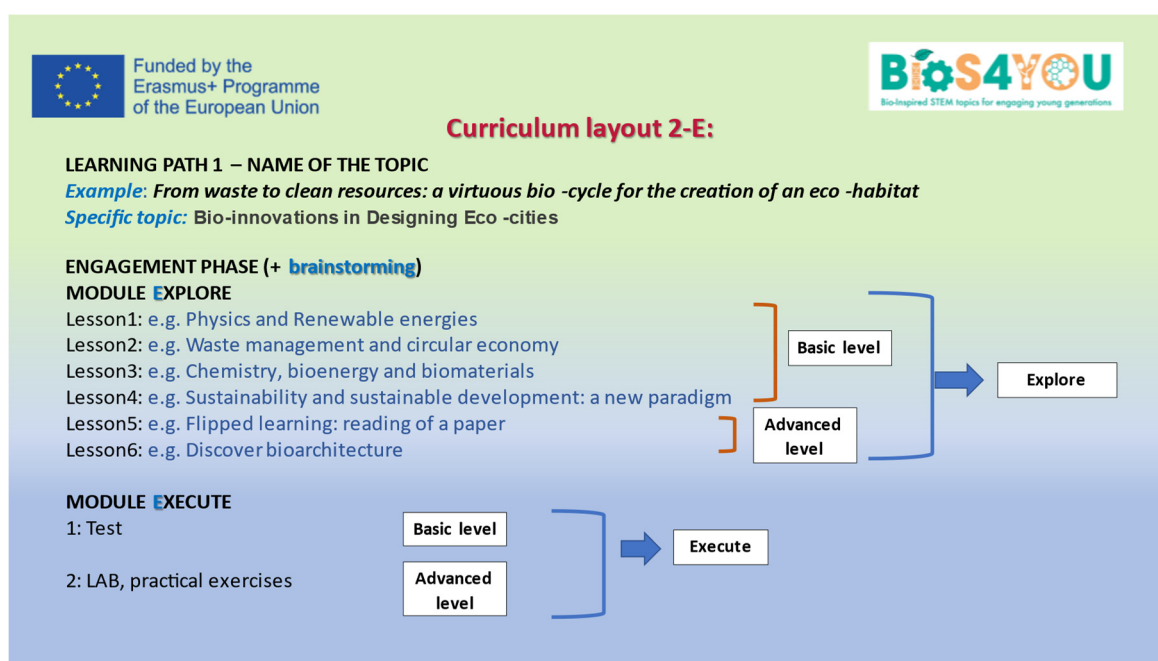 Funded by the
Erasmus+ Programme
of the European Union
BioS4YOU
Bio-Inspired STEM topics for engaging young generations
Curriculum layout 2-E:
LEARNING PATH 1 – NAME OF THE TOPIC
Example: From waste to clean resources: a virtuous bio -cycle for the creation of an eco -habitat
Specific topic: Bio-innovations in Designing Eco -cities
ENGAGEMENT PHASE (+ brainstorming)
MODULE EXPLORE
Lesson1: e.g. Physics and Renewable energies
Lesson2: e.g. Waste management and circular economy
Lesson3: e.g. Chemistry, bioenergy and biomaterials
Lesson4: e.g. Sustainability and sustainable development: a new paradigm
Lesson5: e.g. Flipped learning: reading of a paper
Lesson6: e.g. Discover bioarchitecture
Basic level
Advanced
level
Explore
MODULE EXECUTE
1: Test
Basic level
2: LAB, practical exercises
Advanced
level
Execute